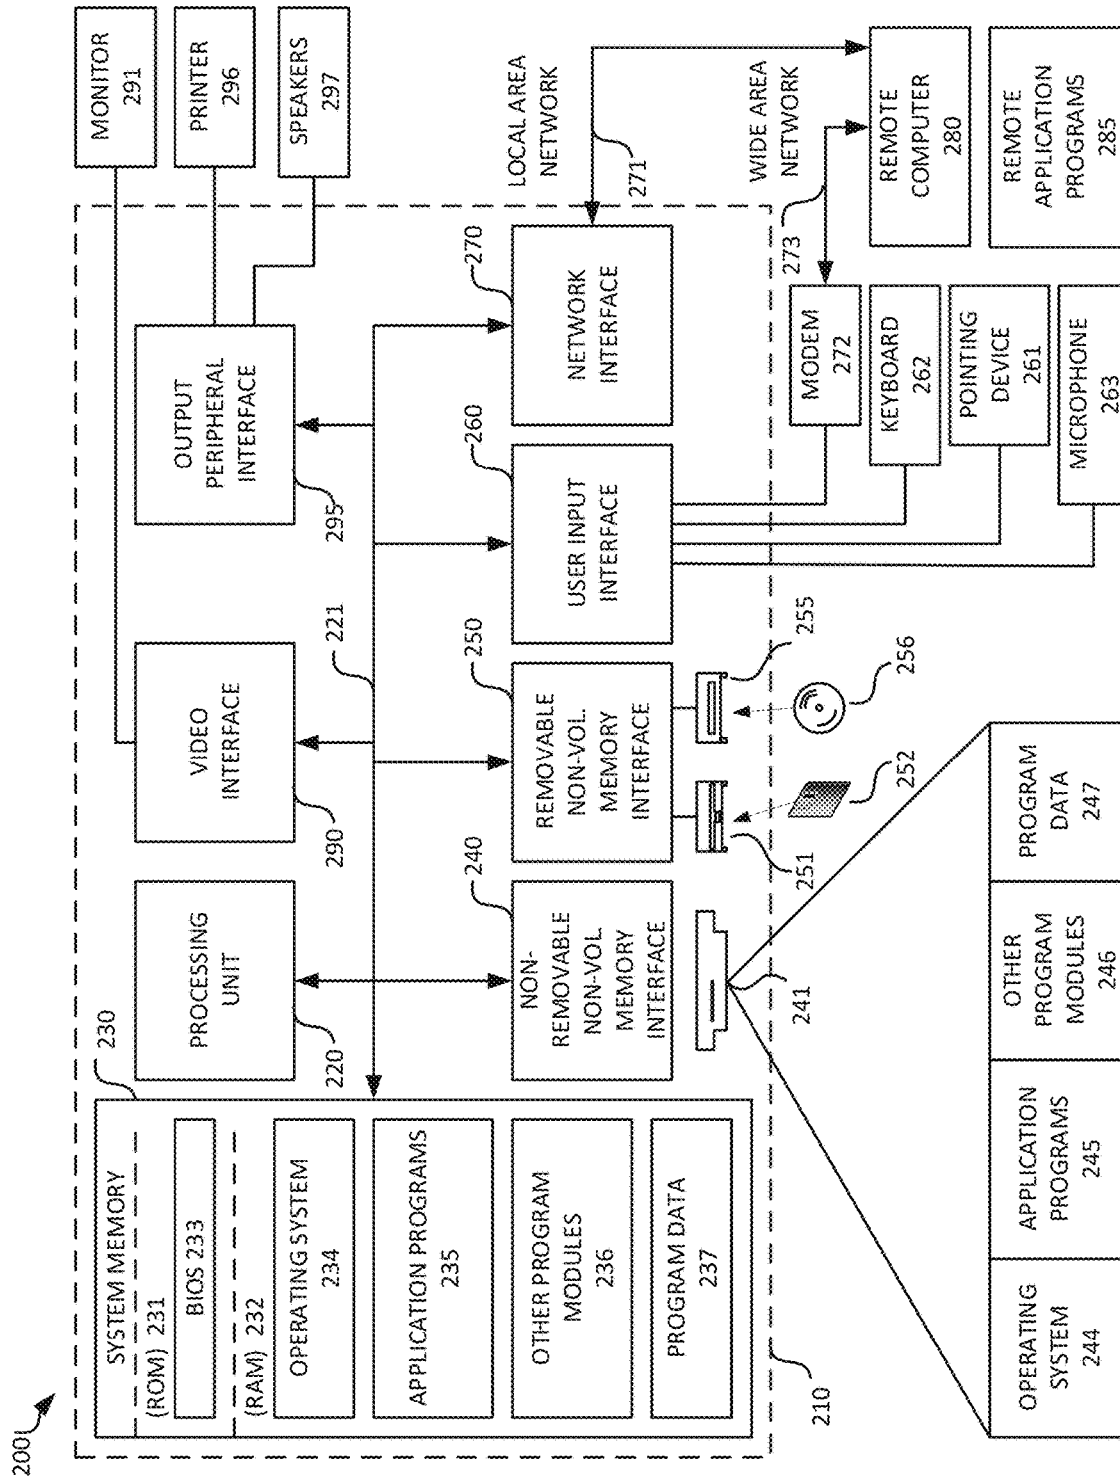 200
SYSTEM MEMORY
(ROM) 231
BIOS 233
(RAM) 232
OPERATING SYSTEM
234
APPLICATION PROGRAMS
235
OTHER PROGRAM
MODULES
236
PROGRAM DATA
237
210
230
PROCESSING
UNIT
220
VIDEO
INTERFACE
290
221
OUTPUT
PERIPHERAL
INTERFACE
295
MONITOR
291
PRINTER
296
SPEAKERS
297
240
NON-
REMOVABLE
NON-VOL.
MEMORY
INTERFACE
250
REMOVABLE
NON-VOL.
MEMORY
INTERFACE
260
USER INPUT
INTERFACE
270
NETWORK
INTERFACE
LOCAL AREA
NETWORK
271
241
251
252
255
256
WIDE AREA
NETWORK
273
MODEM
272
KEYBOARD
262
POINTING
DEVICE
261
MICROPHONE
263
REMOTE
COMPUTER
280
REMOTE
APPLICATION
PROGRAMS
285
OPERATING
SYSTEM
244
APPLICATION
PROGRAMS
245
OTHER
PROGRAM
MODULES
246
PROGRAM
DATA
247